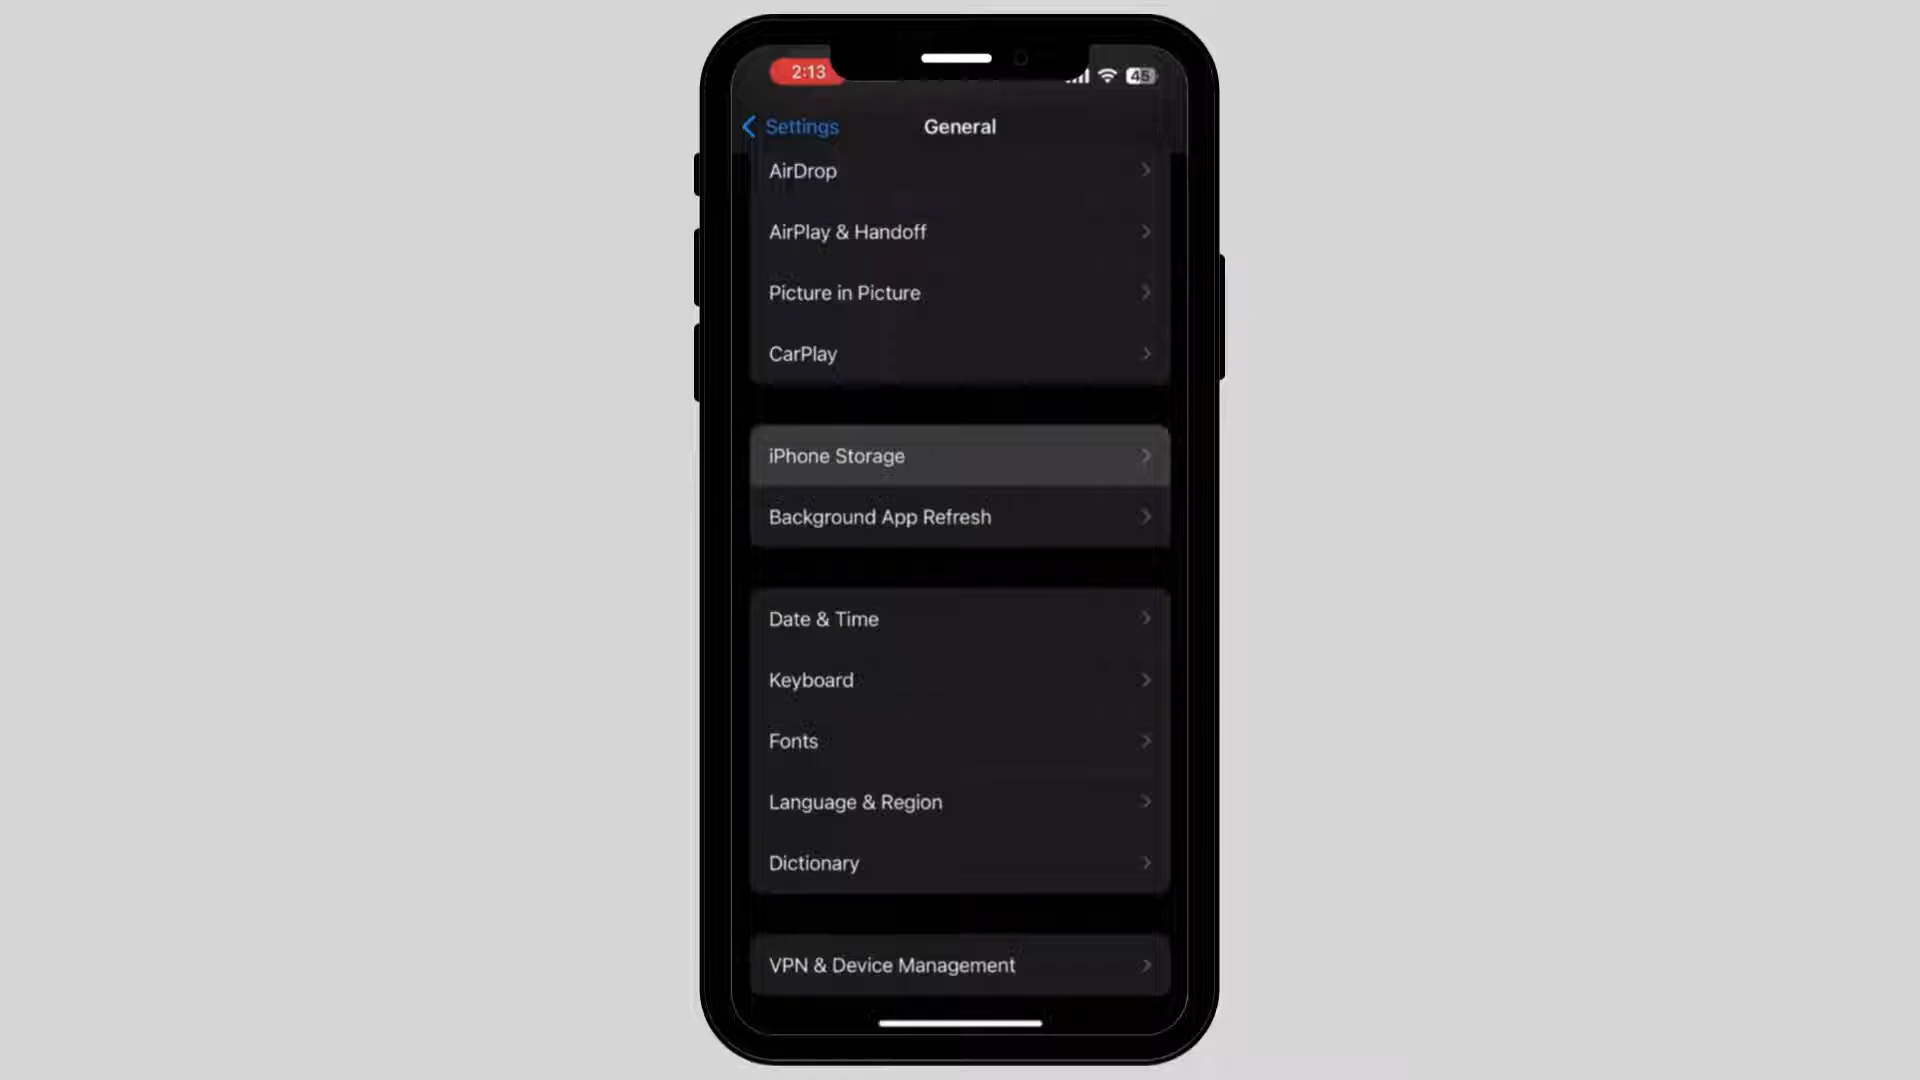 2:13
45
Settings
General
AirDrop
AirPlay & Handoff
Picture in Picture
CarPlay
iPhone Storage
Background App Refresh
Date & Time
Keyboard
Fonts
Language & Region
Dictionary
VPN & Device Management